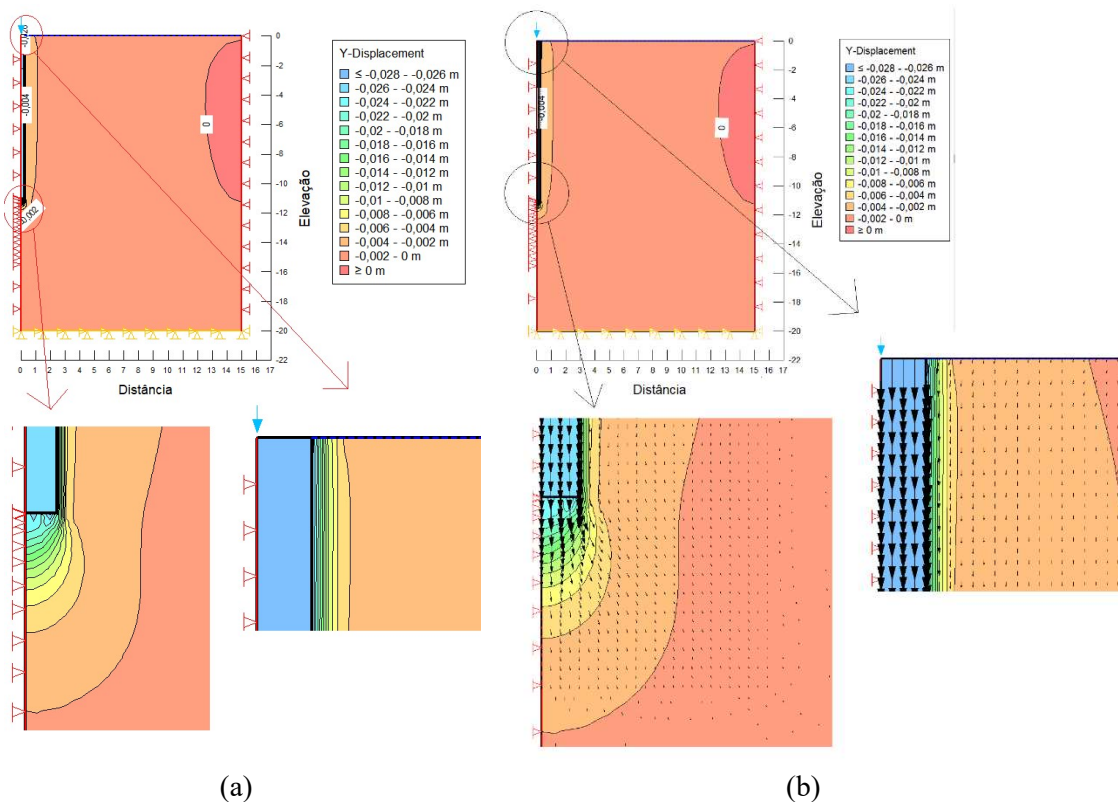 -0,028
-0,004
-0,002
0
0
-2
-4
-6
-8
-10
-12
-14
-16
-18
-20
-22
Elevação
0 1 2 3 4 5 6 7 8 9 10 11 12 13 14 15 16 17
Distância
Y-Displacement
≤ -0,028 - -0,026 m
-0,026 - -0,024 m
-0,024 - -0,022 m
-0,022 - -0,02 m
-0,02 - -0,018 m
-0,018 - -0,016 m
-0,016 - -0,014 m
-0,014 - -0,012 m
-0,012 - -0,01 m
-0,01 - -0,008 m
-0,008 - -0,006 m
-0,006 - -0,004 m
-0,004 - -0,002 m
-0,002 - 0 m
≥ 0 m
-0,004
0
0
-2
-4
-6
-8
-10
-12
-14
-16
-18
-20
-22
Elevação
0 1 2 3 4 5 6 7 8 9 10 11 12 13 14 15 16 17
Distância
Y-Displacement
≤ -0,028 - -0,026 m
-0,026 - -0,024 m
-0,024 - -0,022 m
-0,022 - -0,02 m
-0,02 - -0,018 m
-0,018 - -0,016 m
-0,016 - -0,014 m
-0,014 - -0,012 m
-0,012 - -0,01 m
-0,01 - -0,008 m
-0,008 - -0,006 m
-0,006 - -0,004 m
-0,004 - -0,002 m
-0,002 - 0 m
≥ 0 m
(a)
(b)